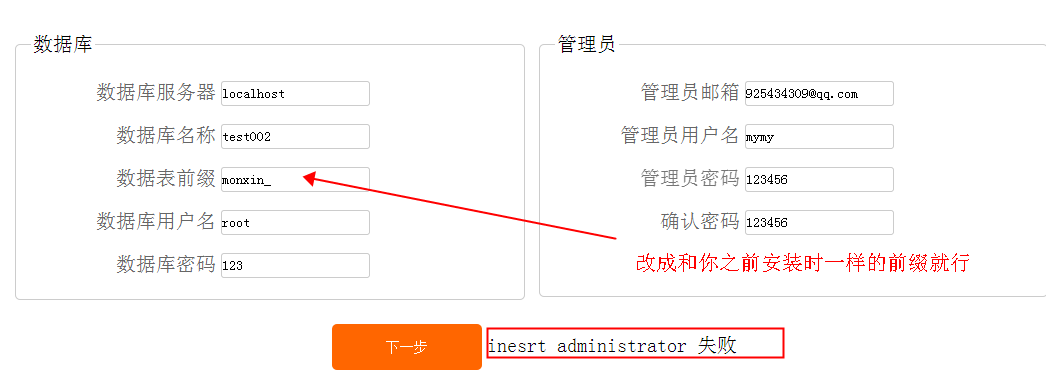 数据库
数据库服务器 localhost
数据库名称 test002
数据表前缀 monxin_
数据库用户名 root
数据库密码 123
管理员
管理员邮箱 925434309@qq.com
管理员用户名 mymy
管理员密码 123456
确认密码 123456
改成和你之前安装时一样的前缀就行
下一步 inesrt administrator 失败